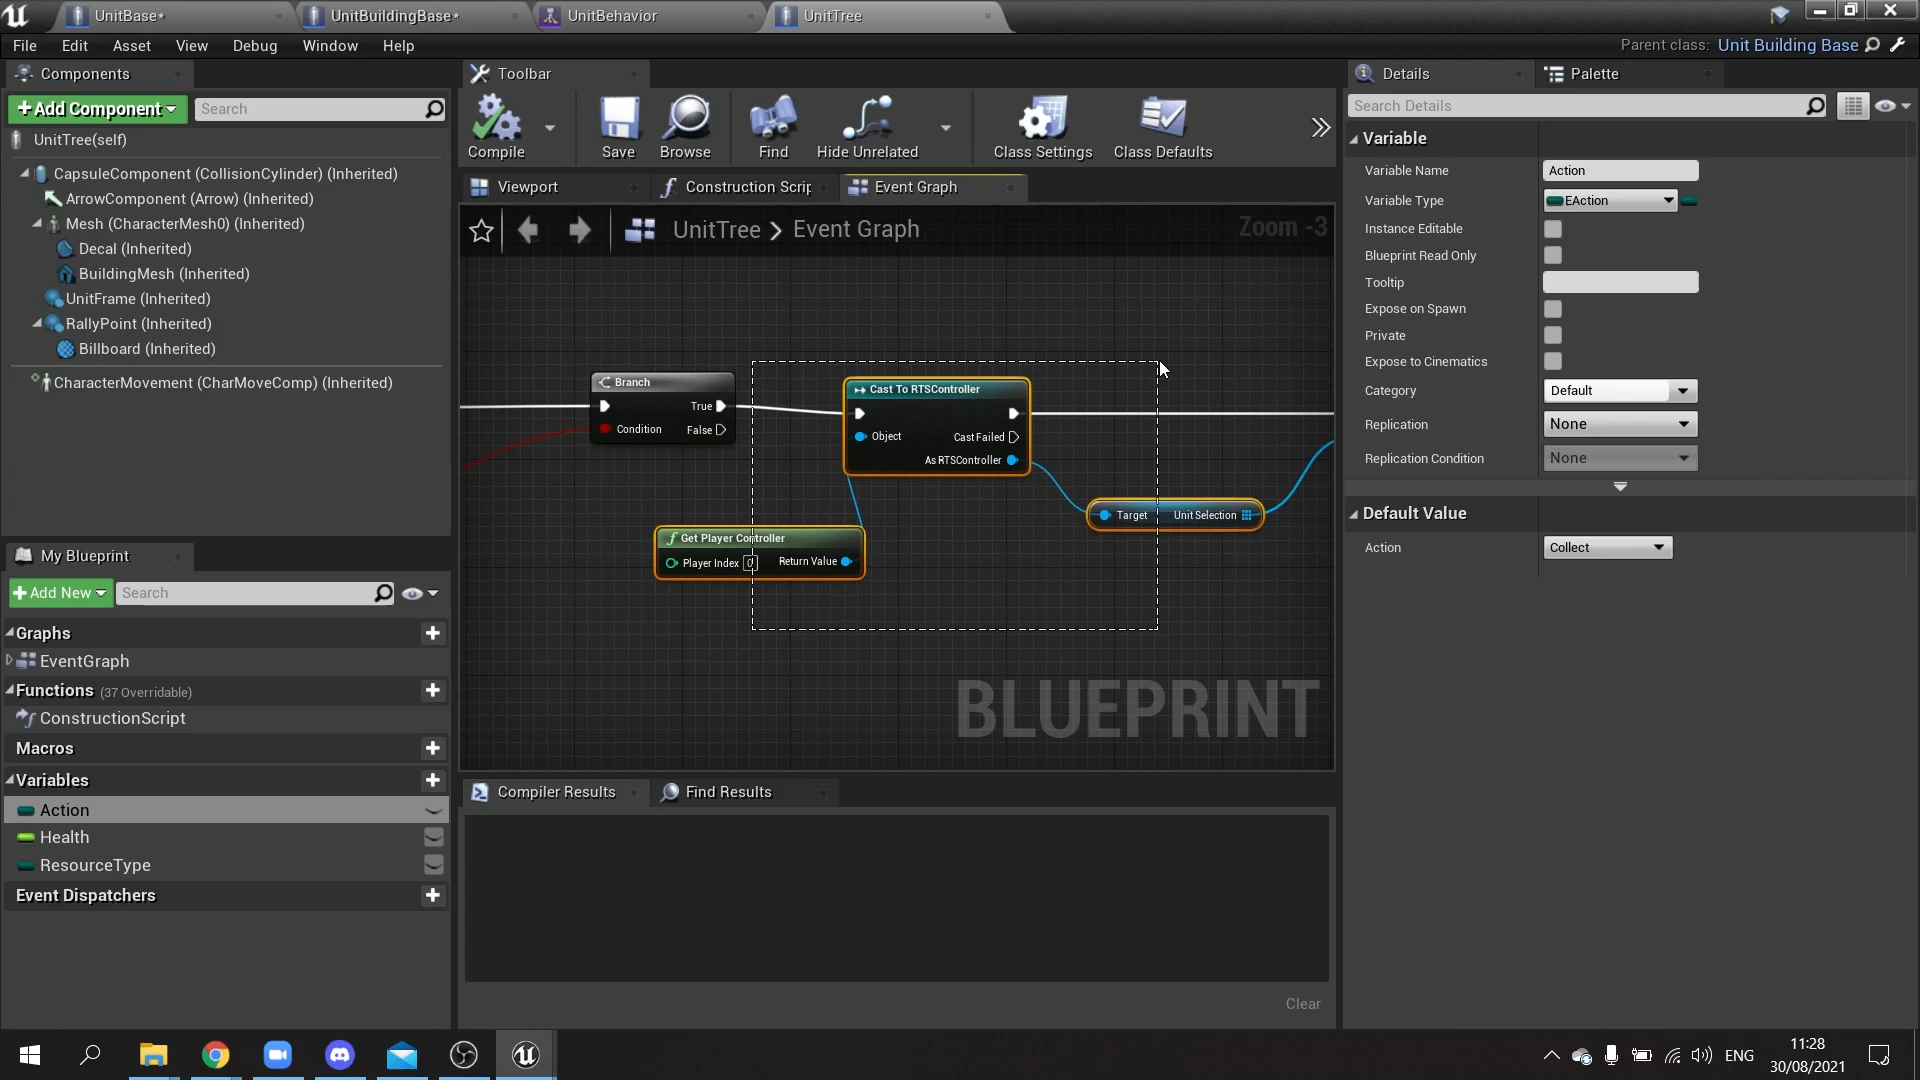 UnitBase*
UnitBuildingBase*
UnitBehavior
UnitTree
File Edit Asset View Debug Window Help
Parent class: Unit Building Base
Components
Toolbar
Details
Palette
Add Component
Search
Compile
Save
Browse
Find
Hide Unrelated
Class Settings
Class Defaults
Search Details
UnitTree(self)
CapsuleComponent (CollisionCylinder) (Inherited)
ArrowComponent (Arrow) (Inherited)
Mesh (CharacterMesh0) (Inherited)
Decal (Inherited)
BuildingMesh (Inherited)
UnitFrame (Inherited)
RallyPoint (Inherited)
Billboard (Inherited)
CharacterMovement (CharMoveComp) (Inherited)
Viewport
Construction Scrip
Event Graph
UnitTree > Event Graph
Zoom -3
Branch
True
Condition
False
Cast To RTSController
Object
Cast Failed
As RTSController
Target
Unit Selection
Get Player Controller
Player Index 0
Return Value
BLUEPRINT
Variable
Variable Name
Action
Variable Type
EAction
Instance Editable
Blueprint Read Only
Tooltip
Expose on Spawn
Private
Expose to Cinematics
Category
Default
Replication
None
Replication Condition
None
Default Value
Action
Collect
My Blueprint
Add New
Search
Graphs
EventGraph
Functions (37 Overridable)
ConstructionScript
Macros
Variables
Action
Health
ResourceType
Event Dispatchers
Compiler Results
Find Results
Clear
ENG
11:28
30/08/2021